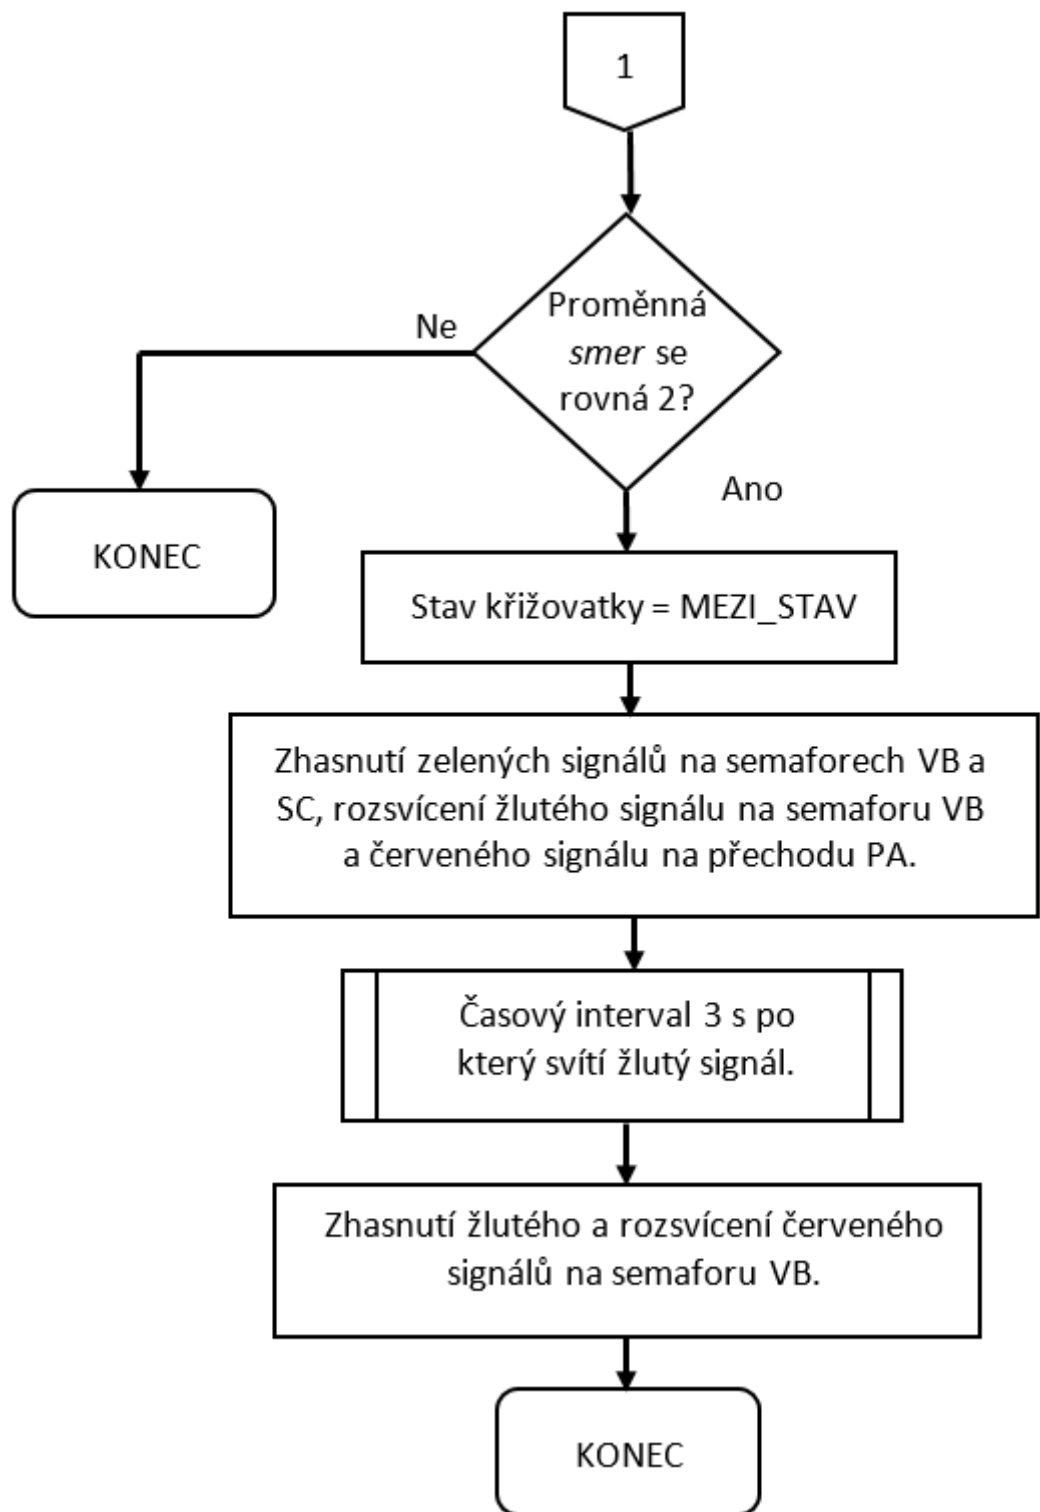 1
Proměnná
smer se
rovná 2?
Ne
Ano
KONEC
Stav křižovatky = MEZI_STAV
Zhasnutí zelených signálů na semaforech VB a
SC, rozsvícení žlutého signálu na semaforu VB
a červeného signálu na přechodu PA.
Časový interval 3 s po
který svítí žlutý signál.
Zhasnutí žlutého a rozsvícení červeného
signálů na semaforu VB.
KONEC